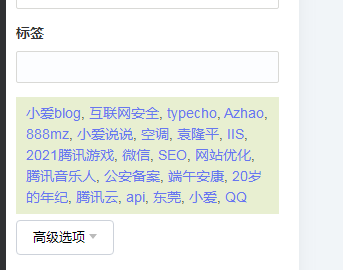 标签
小爱blog, 互联网安全, typecho, Azhao,
888mz, 小爱说说, 空调, 袁隆平, IIS,
2021腾讯游戏, 微信, SEO, 网站优化,
腾讯音乐人, 公安备案, 端午安康, 20岁
的年纪, 腾讯云, api, 东莞, 小爱, QQ
高级选项